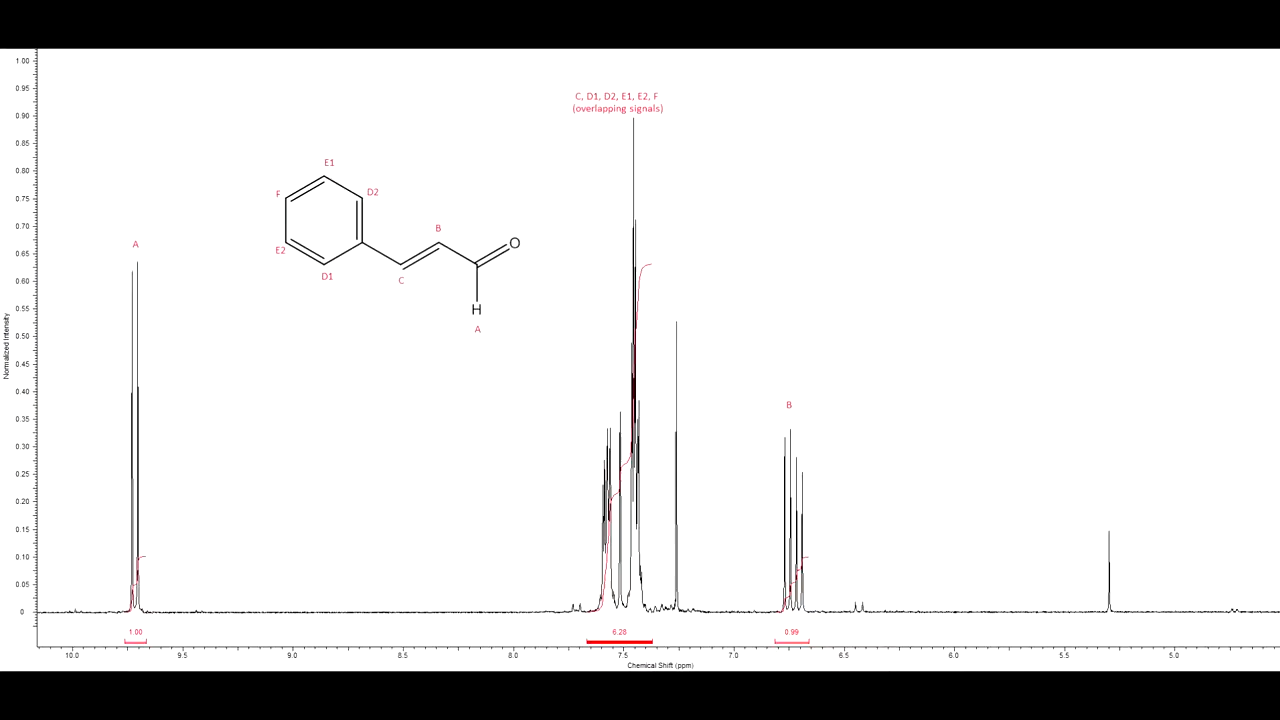 C, D1, D2, E1, E2, F
(overlapping signals)
E1
F
D2
B
A
E2
O
D1
C
H
A
B
1.00
0.95
0.90
0.85
0.80
0.75
0.70
0.65
0.60
0.55
0.50
0.45
0.40
0.35
0.30
0.25
0.20
0.15
0.10
0.05
0
Normalized Intensity
1.00
6.28
0.99
10.0
9.5
9.0
8.5
8.0
7.5
7.0
6.5
6.0
5.5
5.0
Chemical Shift (ppm)